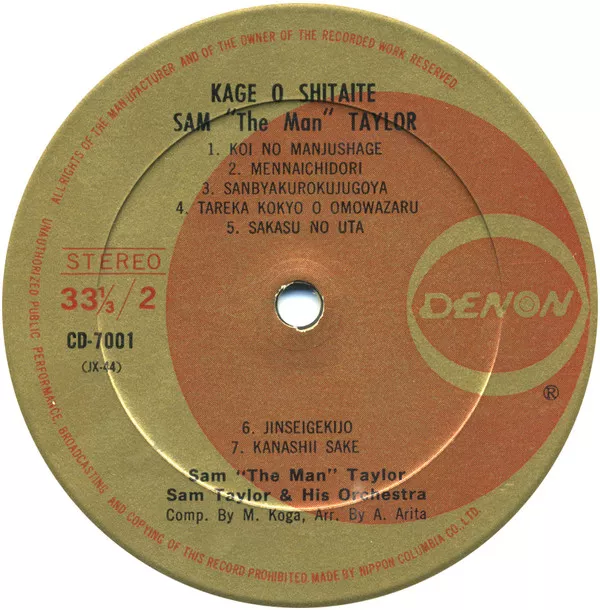 ALL RIGHTS OF THE MANUFACTURER AND OF THE OWNER OF THE RECORDED WORK RESERVED.
KAGE O SHITAITE
SAM "The Man" TAYLOR
1. KOI NO MANJUSHAGE
2. MENNAICHIDORI
3. SANBYAKUROKUJUGOYA
4. TAREKA KOKYO O OMOWAZARU
5. SAKASU NO UTA
STEREO
33⅓/2
CD-7001
(JX-44)
DENON
®
6. JINSEIGEKIJO
7. KANASHII SAKE
Sam "The Man" Taylor
Sam Taylor & His Orchestra
Comp. By M. Koga, Arr. By A. Arita
UNAUTHORIZED PUBLIC PERFORMANCE, BROADCASTING AND COPYING OF THIS RECORD PROHIBITED. MADE BY NIPPON COLUMBIA CO., LTD.